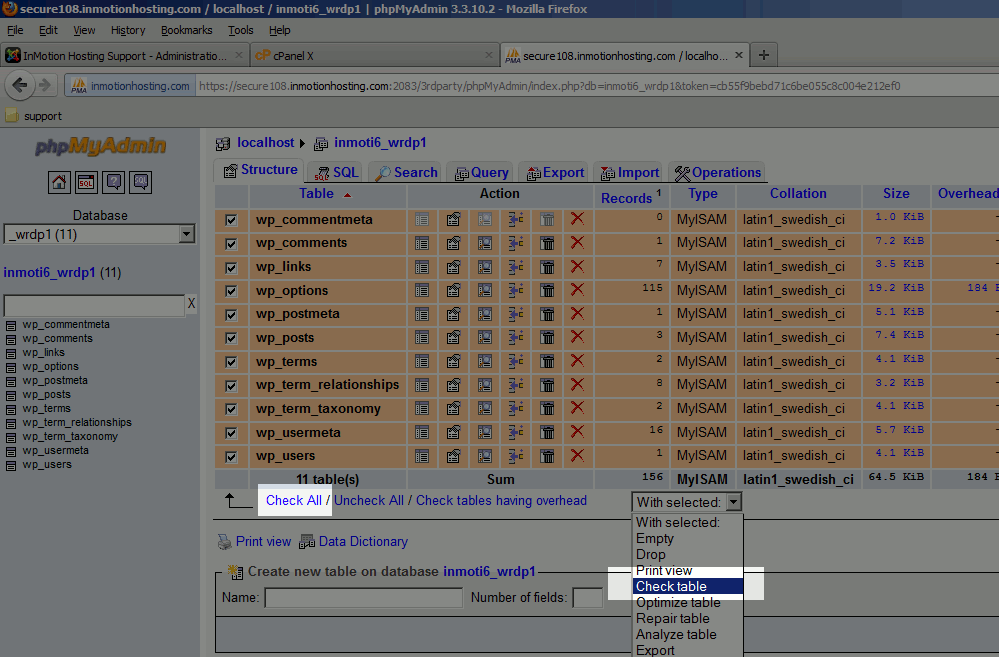 secure108.inmotionhosting.com / localhost / inmoti6_wrdp1 | phpMyAdmin 3.3.10.2 - Mozilla Firefox
File Edit View History Bookmarks Tools Help
InMotion Hosting Support - Administratio... × cP cPanel X × PMA secure108.inmotionhosting.com / localho... × +
PMA inmotionhosting.com https://secure108.inmotionhosting.com:2083/3rdparty/phpMyAdmin/index.php?db=inmoti6_wrdp1&token=cb55f9bebd71c6be055c8c004e212ef0
support
phpMyAdmin
SQL
Database
_wrdp1 (11)
inmoti6_wrdp1 (11)
X
wp_commentmeta
wp_comments
wp_links
wp_options
wp_postmeta
wp_posts
wp_terms
wp_term_relationships
wp_term_taxonomy
wp_usermeta
wp_users
localhost inmoti6_wrdp1
Structure SQL Search Query Export Import Operations
Table Action Records 1 Type Collation Size Overhead
wp_commentmeta 0 MyISAM latin1_swedish_ci 1.0 KiB -
wp_comments 1 MyISAM latin1_swedish_ci 7.2 KiB -
wp_links 7 MyISAM latin1_swedish_ci 3.5 KiB -
wp_options 115 MyISAM latin1_swedish_ci 19.2 KiB 184 B
wp_postmeta 1 MyISAM latin1_swedish_ci 5.1 KiB -
wp_posts 3 MyISAM latin1_swedish_ci 7.4 KiB -
wp_terms 2 MyISAM latin1_swedish_ci 4.1 KiB -
wp_term_relationships 8 MyISAM latin1_swedish_ci 3.2 KiB -
wp_term_taxonomy 2 MyISAM latin1_swedish_ci 4.1 KiB -
wp_usermeta 16 MyISAM latin1_swedish_ci 5.7 KiB -
wp_users 1 MyISAM latin1_swedish_ci 4.1 KiB -
11 table(s) Sum 156 MyISAM latin1_swedish_ci 64.5 KiB 184 B
Check All / Uncheck All / Check tables having overhead
With selected:
With selected:
Empty
Drop
Print view
Check table
Optimize table
Repair table
Analyze table
Export
Print view Data Dictionary
Create new table on database inmoti6_wrdp1
Name: Number of fields: